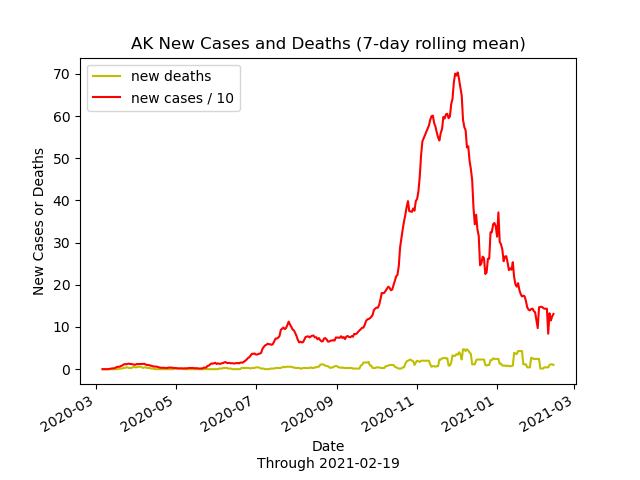 AK New Cases and Deaths (7-day rolling mean)
new deaths
new cases / 10
New Cases or Deaths
70
60
50
40
30
20
10
0
2020-03
2020-05
2020-07
2020-09
2020-11
2021-01
2021-03
Date
Through 2021-02-19